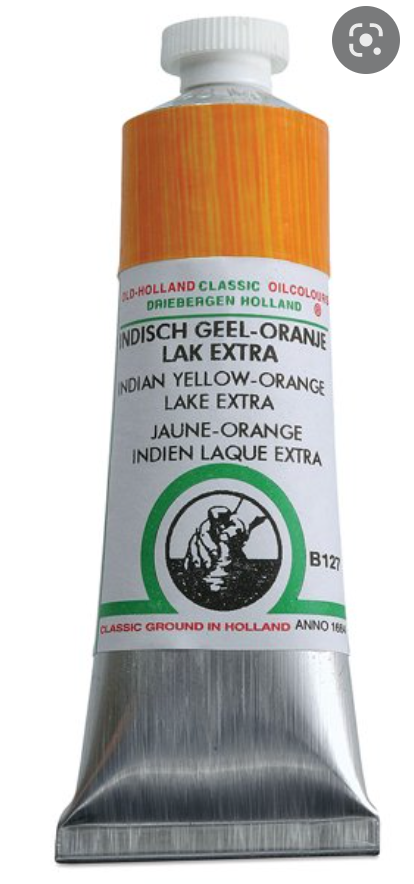 OLD-HOLLAND CLASSIC OILCOLOURS
DRIEBERGEN HOLLAND ®
INDISCH GEEL-ORANJE
LAK EXTRA
INDIAN YELLOW-ORANGE
LAKE EXTRA
JAUNE-ORANGE
INDIEN LAQUE EXTRA
B127
CLASSIC GROUND IN HOLLAND ANNO 1664